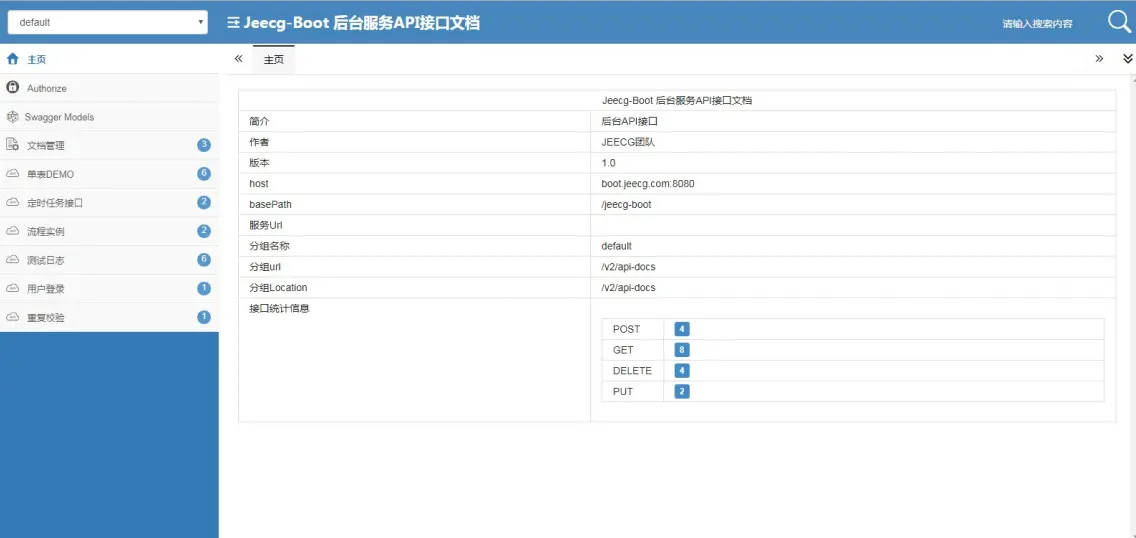 default
Jeecg-Boot 后台服务API接口文档
请输入搜索内容
主页
Authorize
Swagger Models
文档管理 3
单表DEMO 6
定时任务接口 2
流程实例 2
测试日志 6
用户登录 1
重复校验 1
主页
Jeecg-Boot 后台服务API接口文档
简介 后台API接口
作者 JEECG团队
版本 1.0
host boot.jeecg.com:8080
basePath /jeecg-boot
服务Url
分组名称 default
分组url /v2/api-docs
分组Location /v2/api-docs
接口统计信息
POST 4
GET 8
DELETE 4
PUT 2